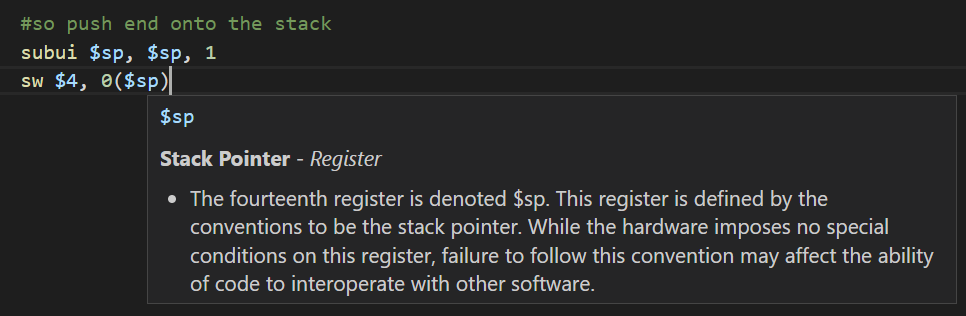 #so push end onto the stack
subui $sp, $sp, 1
sw $4, 0($sp)
$sp
Stack Pointer - Register
• The fourteenth register is denoted $sp. This register is defined by the
conventions to be the stack pointer. While the hardware imposes no special
conditions on this register, failure to follow this convention may affect the ability
of code to interoperate with other software.